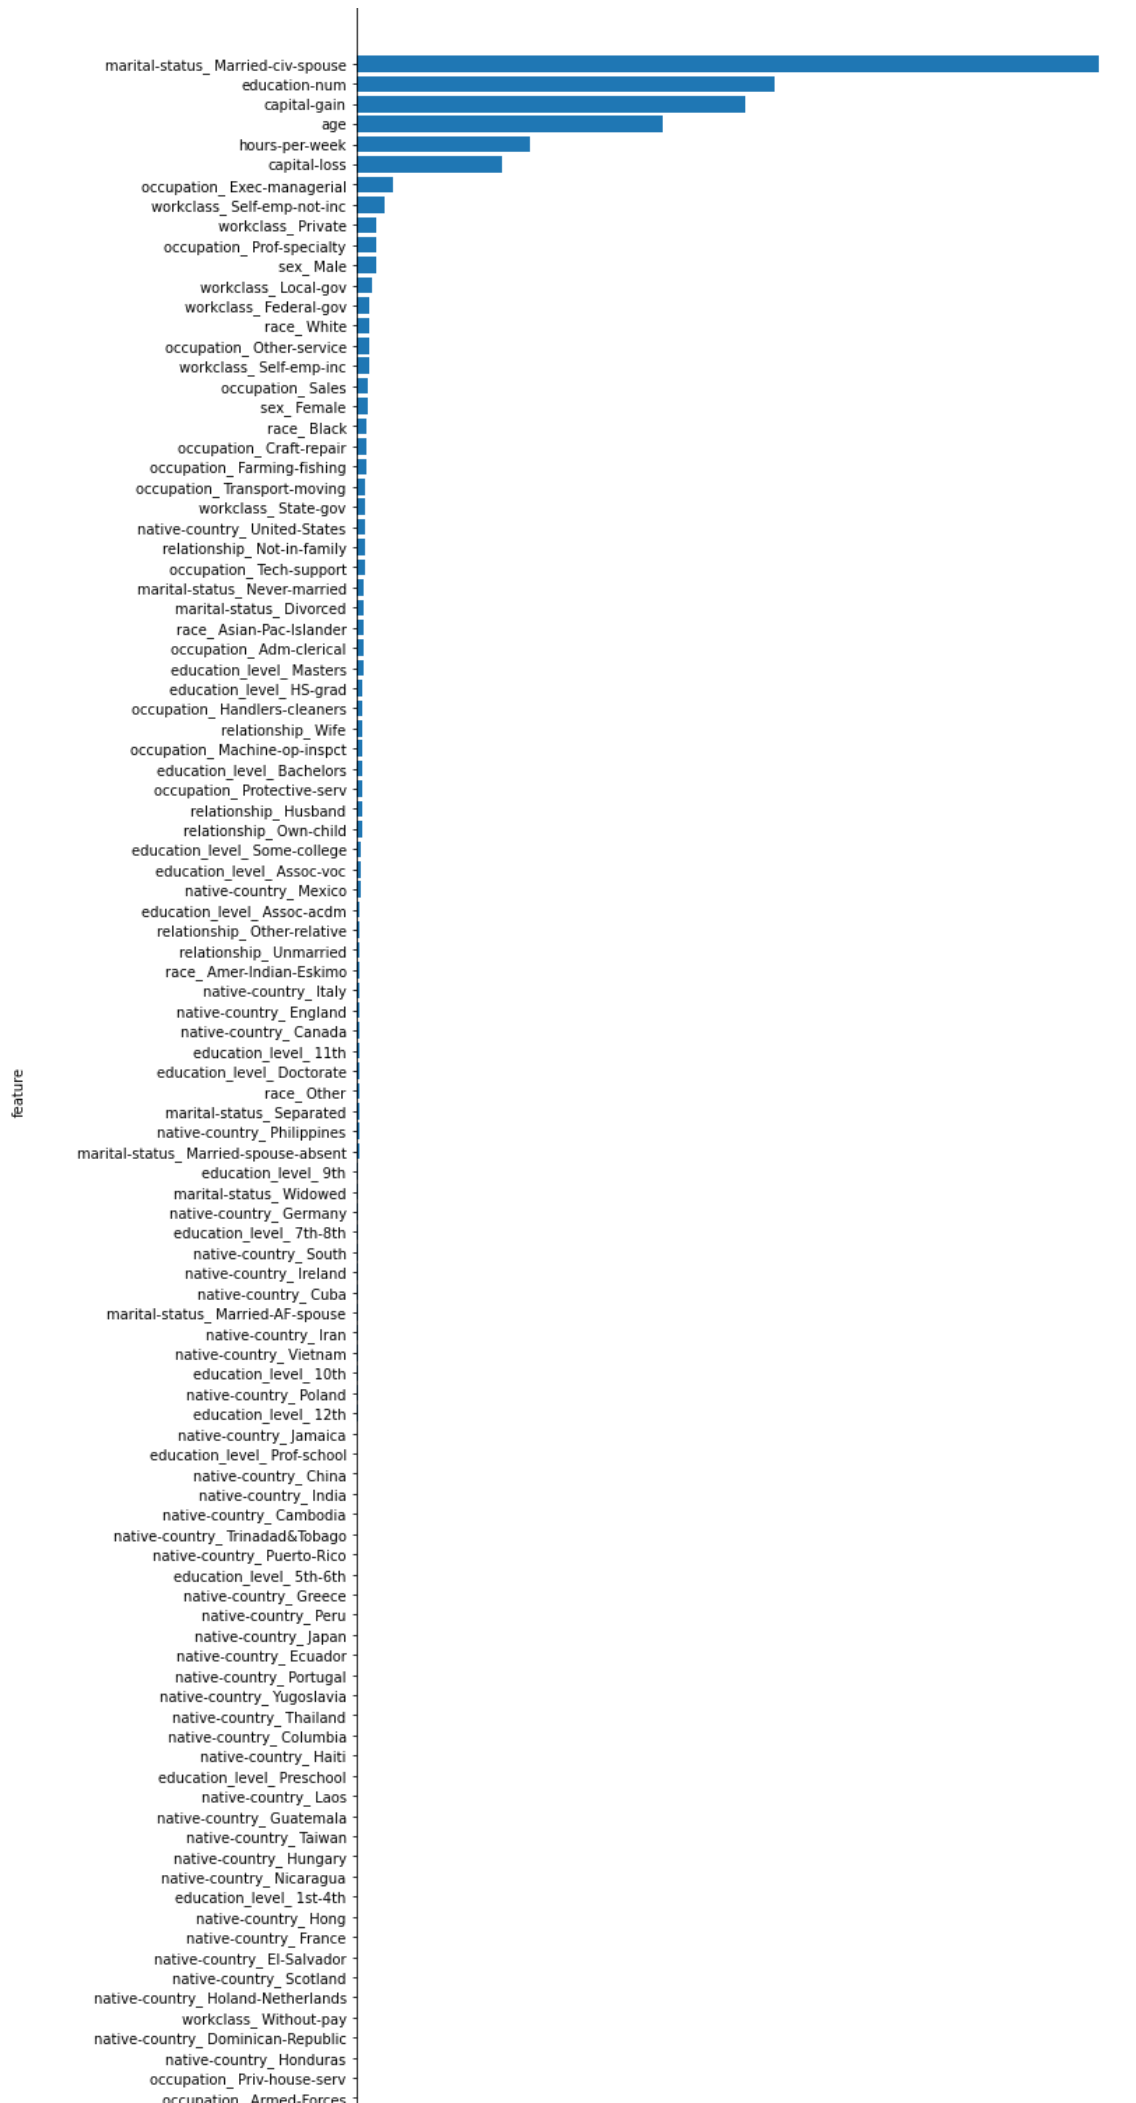 marital-status_ Married-civ-spouse
education-num
capital-gain
age
hours-per-week
capital-loss
occupation_ Exec-managerial
workclass_ Self-emp-not-inc
workclass_ Private
occupation_ Prof-specialty
sex_ Male
workclass_ Local-gov
workclass_ Federal-gov
race_ White
occupation_ Other-service
workclass_ Self-emp-inc
occupation_ Sales
sex_ Female
race_ Black
occupation_ Craft-repair
occupation_ Farming-fishing
occupation_ Transport-moving
workclass_ State-gov
native-country_ United-States
relationship_ Not-in-family
occupation_ Tech-support
marital-status_ Never-married
marital-status_ Divorced
race_ Asian-Pac-Islander
occupation_ Adm-clerical
education_level_ Masters
education_level_ HS-grad
occupation_ Handlers-cleaners
relationship_ Wife
occupation_ Machine-op-inspct
education_level_ Bachelors
occupation_ Protective-serv
relationship_ Husband
relationship_ Own-child
education_level_ Some-college
education_level_ Assoc-voc
native-country_ Mexico
education_level_ Assoc-acdm
relationship_ Other-relative
relationship_ Unmarried
race_ Amer-Indian-Eskimo
native-country_ Italy
native-country_ England
native-country_ Canada
education_level_ 11th
education_level_ Doctorate
race_ Other
marital-status_ Separated
native-country_ Philippines
marital-status_ Married-spouse-absent
education_level_ 9th
marital-status_ Widowed
native-country_ Germany
education_level_ 7th-8th
native-country_ South
native-country_ Ireland
native-country_ Cuba
marital-status_ Married-AF-spouse
native-country_ Iran
native-country_ Vietnam
education_level_ 10th
native-country_ Poland
education_level_ 12th
native-country_ Jamaica
education_level_ Prof-school
native-country_ China
native-country_ India
native-country_ Cambodia
native-country_ Trinadad&Tobago
native-country_ Puerto-Rico
education_level_ 5th-6th
native-country_ Greece
native-country_ Peru
native-country_ Japan
native-country_ Ecuador
native-country_ Portugal
native-country_ Yugoslavia
native-country_ Thailand
native-country_ Columbia
native-country_ Haiti
education_level_ Preschool
native-country_ Laos
native-country_ Guatemala
native-country_ Taiwan
native-country_ Hungary
native-country_ Nicaragua
education_level_ 1st-4th
native-country_ Hong
native-country_ France
native-country_ El-Salvador
native-country_ Scotland
native-country_ Holand-Netherlands
workclass_ Without-pay
native-country_ Dominican-Republic
native-country_ Honduras
occupation_ Priv-house-serv
occupation_ Armed-Forces
feature